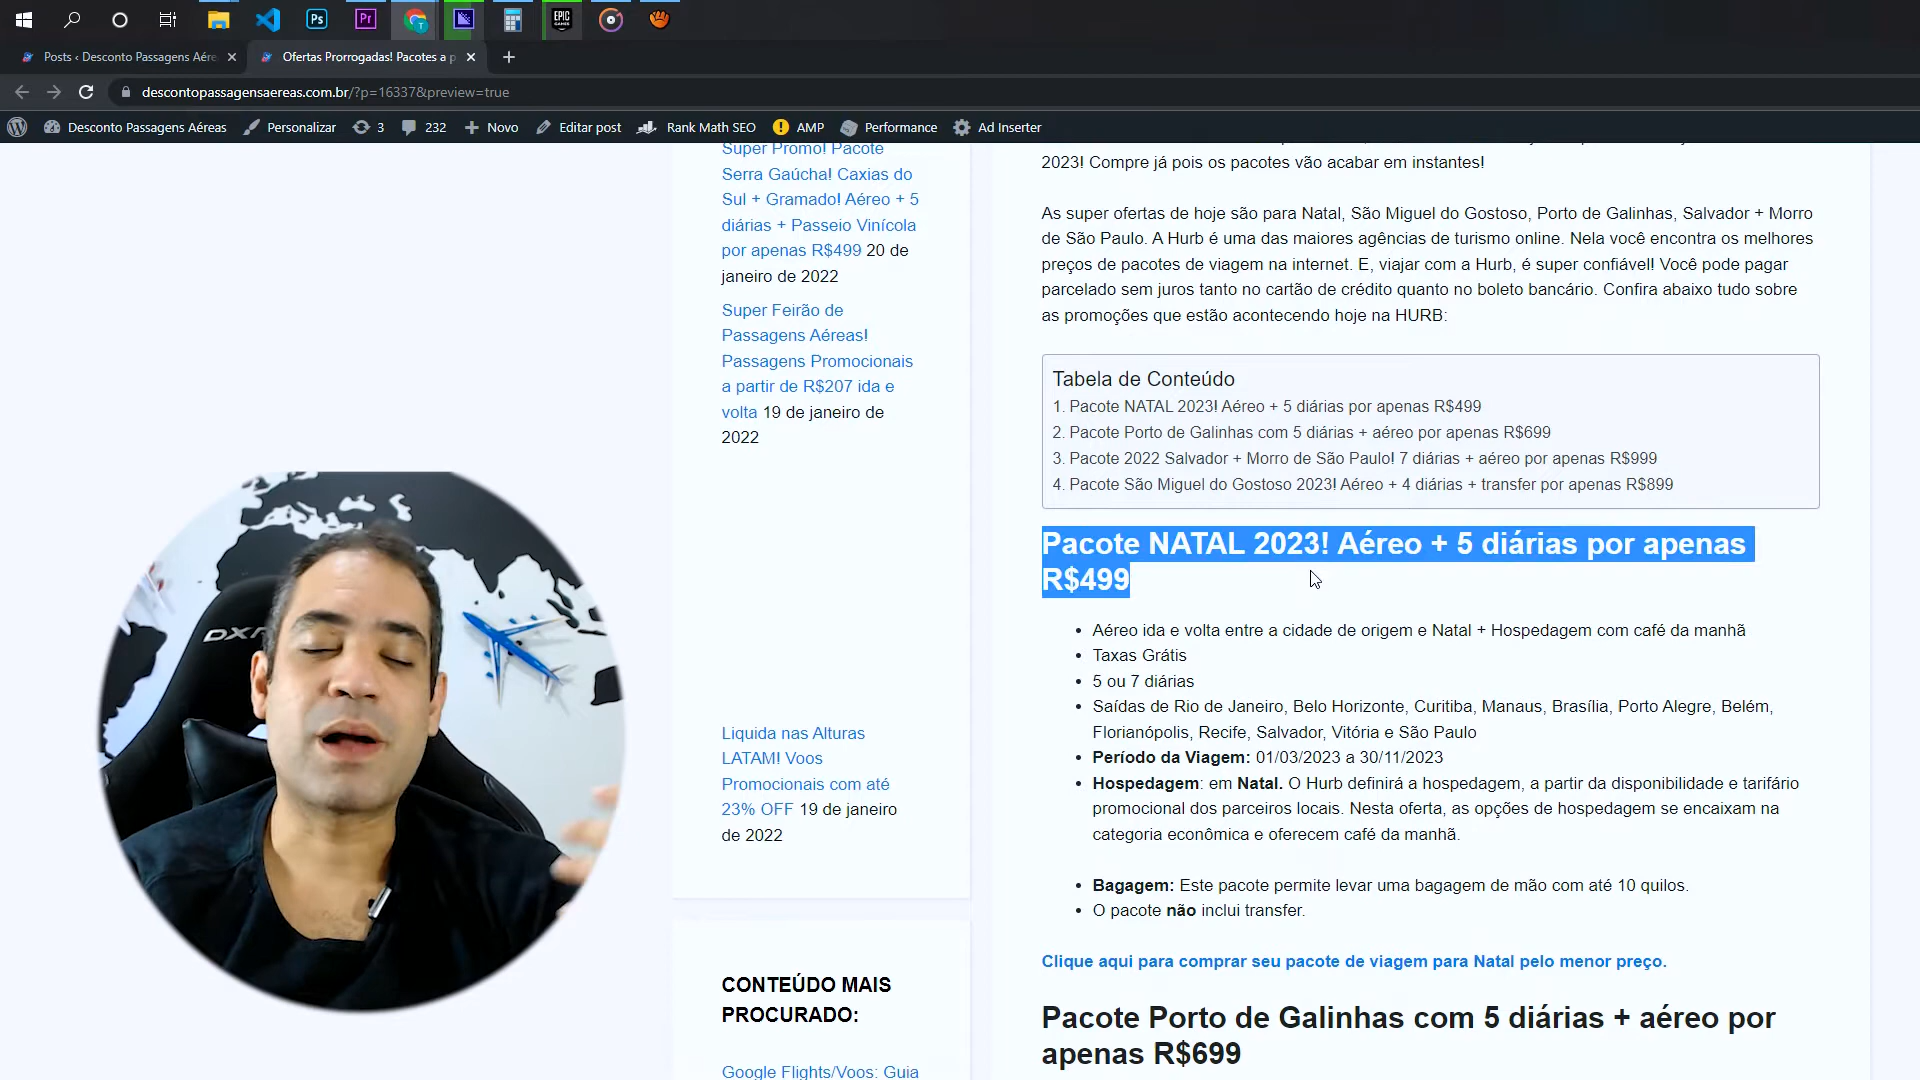 Ps
Pr
EPIC
GAMES
Posts ‹ Desconto Passagens Aére
Ofertas Prorrogadas! Pacotes a p
descontopassagensaereas.com.br/?p=16337&preview=true
Desconto Passagens Aéreas
Personalizar
3
232
Novo
Editar post
Rank Math SEO
AMP
Performance
Ad Inserter
Super Promo! Pacote
Serra Gaúcha! Caxias do
Sul + Gramado! Aéreo + 5
diárias + Passeio Vinícola
por apenas R$499 20 de
janeiro de 2022
Super Feirão de
Passagens Aéreas!
Passagens Promocionais
a partir de R$207 ida e
volta 19 de janeiro de
2022
Liquida nas Alturas
LATAM! Voos
Promocionais com até
23% OFF 19 de janeiro
de 2022
CONTEÚDO MAIS
PROCURADO:
Google Flights/Voos: Guia
2023! Compre já pois os pacotes vão acabar em instantes!
As super ofertas de hoje são para Natal, São Miguel do Gostoso, Porto de Galinhas, Salvador + Morro
de São Paulo. A Hurb é uma das maiores agências de turismo online. Nela você encontra os melhores
preços de pacotes de viagem na internet. E, viajar com a Hurb, é super confiável! Você pode pagar
parcelado sem juros tanto no cartão de crédito quanto no boleto bancário. Confira abaixo tudo sobre
as promoções que estão acontecendo hoje na HURB:
Tabela de Conteúdo
1. Pacote NATAL 2023! Aéreo + 5 diárias por apenas R$499
2. Pacote Porto de Galinhas com 5 diárias + aéreo por apenas R$699
3. Pacote 2022 Salvador + Morro de São Paulo! 7 diárias + aéreo por apenas R$999
4. Pacote São Miguel do Gostoso 2023! Aéreo + 4 diárias + transfer por apenas R$899
Pacote NATAL 2023! Aéreo + 5 diárias por apenas
R$499
• Aéreo ida e volta entre a cidade de origem e Natal + Hospedagem com café da manhã
• Taxas Grátis
• 5 ou 7 diárias
• Saídas de Rio de Janeiro, Belo Horizonte, Curitiba, Manaus, Brasília, Porto Alegre, Belém,
Florianópolis, Recife, Salvador, Vitória e São Paulo
• Período da Viagem: 01/03/2023 a 30/11/2023
• Hospedagem: em Natal. O Hurb definirá a hospedagem, a partir da disponibilidade e tarifário
promocional dos parceiros locais. Nesta oferta, as opções de hospedagem se encaixam na
categoria econômica e oferecem café da manhã.
• Bagagem: Este pacote permite levar uma bagagem de mão com até 10 quilos.
• O pacote não inclui transfer.
Clique aqui para comprar seu pacote de viagem para Natal pelo menor preço.
Pacote Porto de Galinhas com 5 diárias + aéreo por
apenas R$699